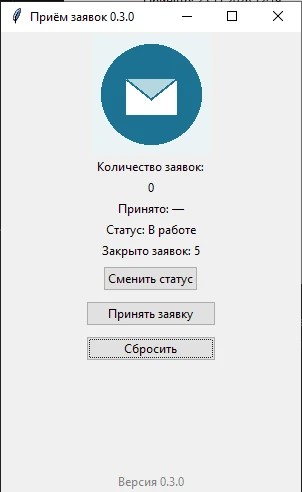 Приём заявок 0.3.0
Количество заявок:
0
Принято: —
Статус: В работе
Закрыто заявок: 5
Сменить статус
Принять заявку
Сбросить
Версия 0.3.0